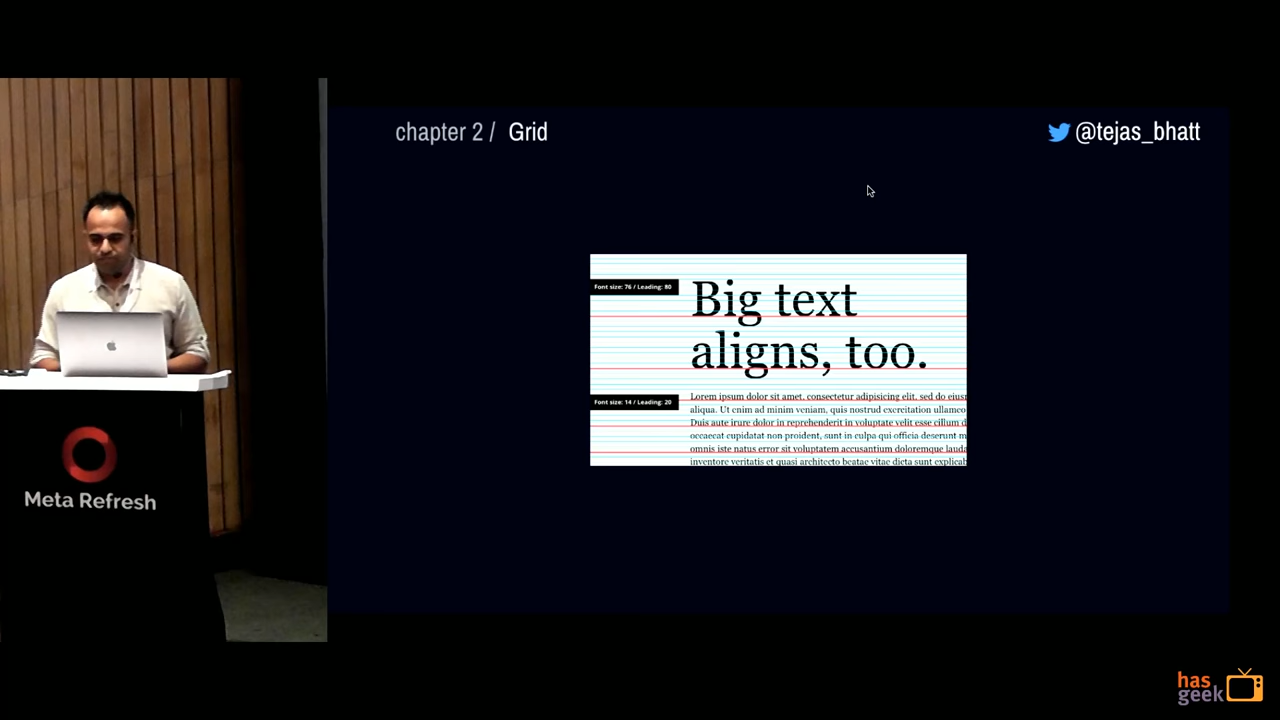 chapter 2 / Grid
@tejas_bhatt
Font size: 76 / Leading: 80
Big text
aligns, too.
Font size: 14 / Leading: 20
Lorem ipsum dolor sit amet, consectetur adipisicing elit, sed do eiusm
aliqua. Ut enim ad minim veniam, quis nostrud exercitation ullamco
Duis aute irure dolor in reprehenderit in voluptate velit esse cillum d
occaecat cupidatat non proident, sunt in culpa qui officia deserunt m
omnis iste natus error sit voluptatem accusantium doloremque lauda
inventore veritatis et quasi architecto beatae vitae dicta sunt explicab
Meta Refresh
has
geek